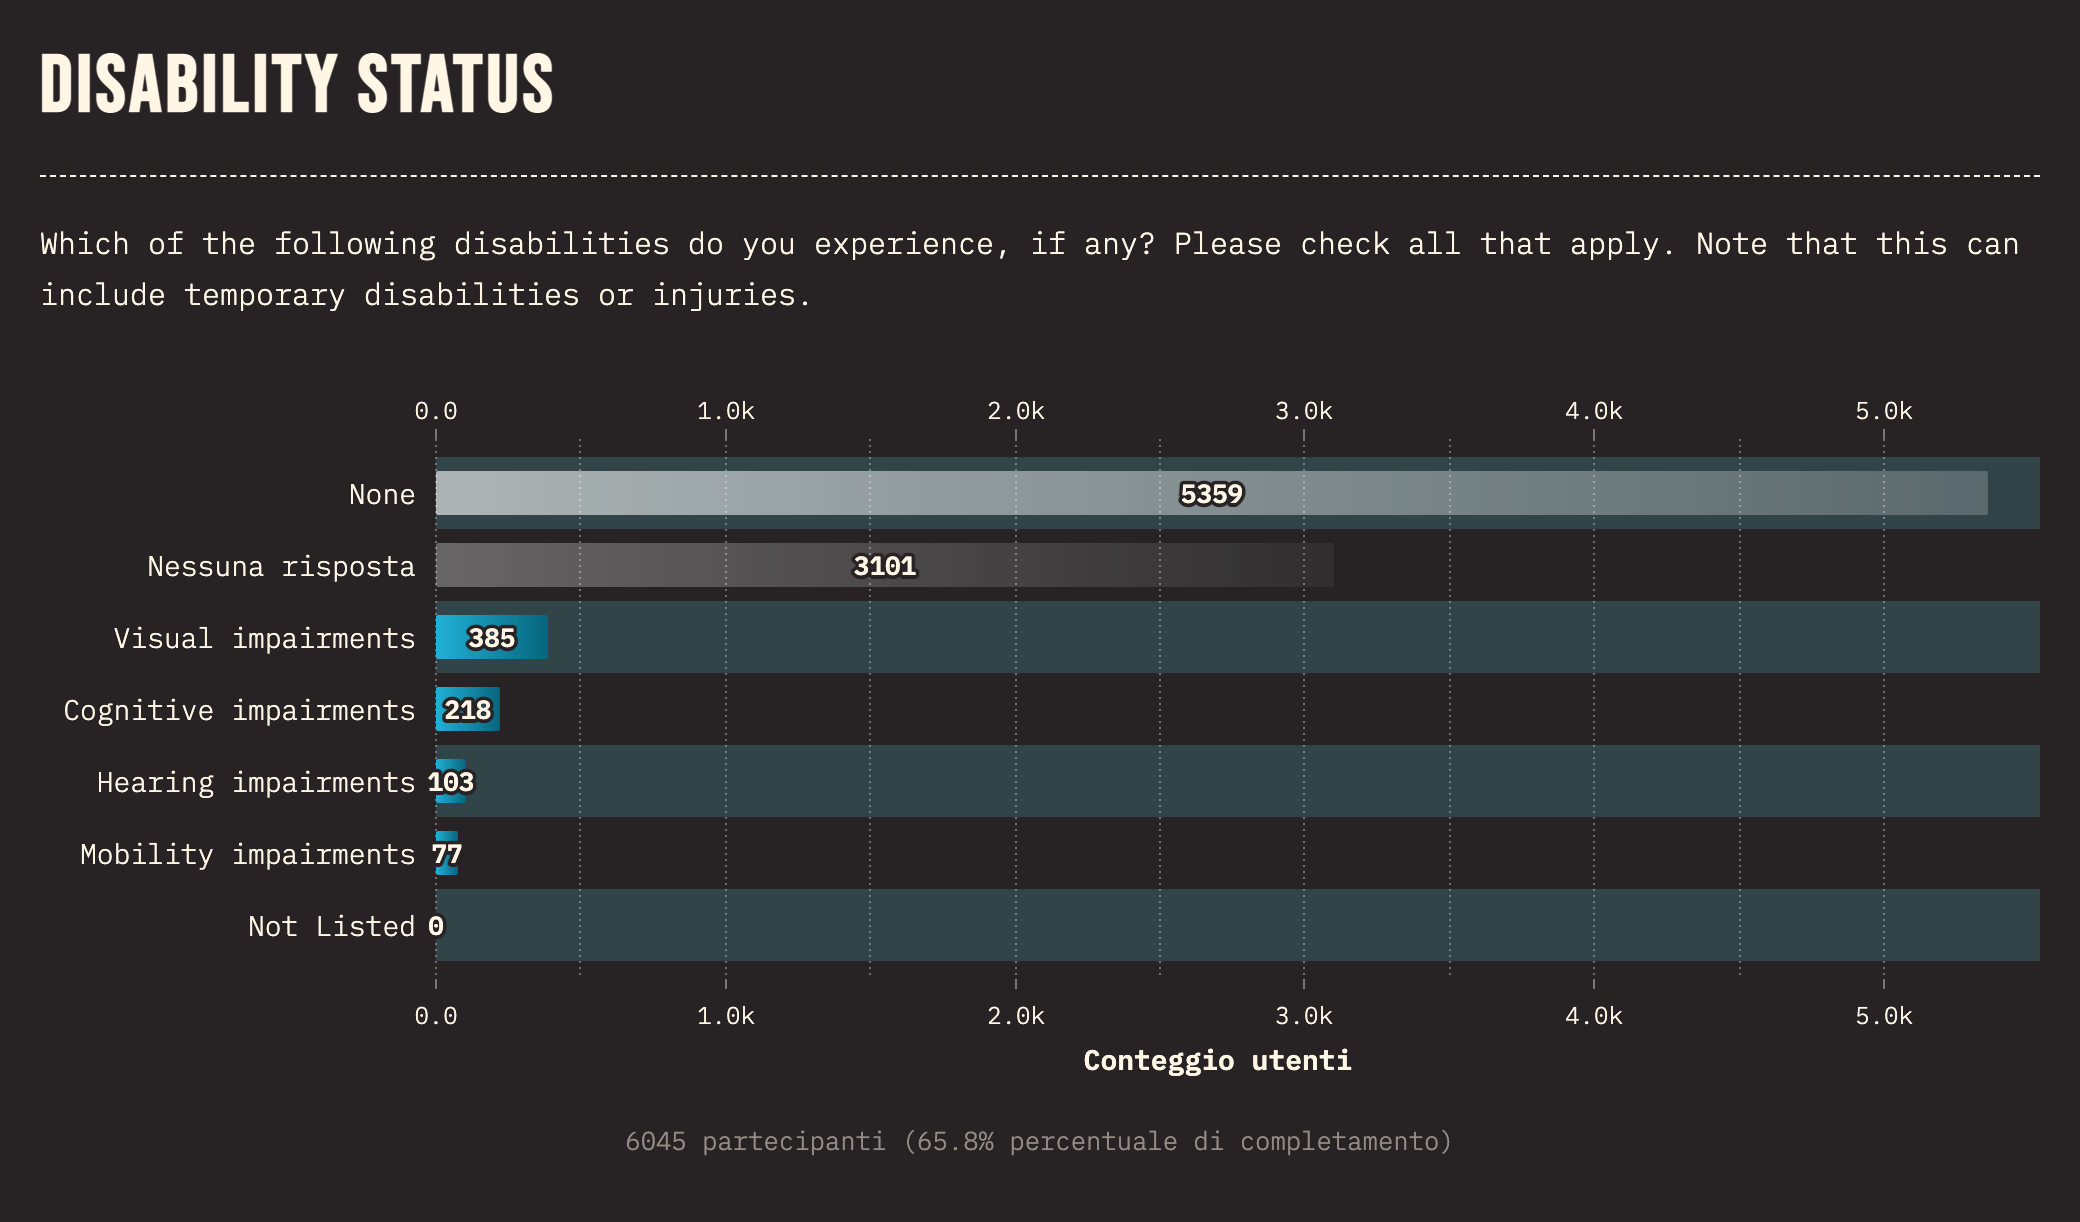 DISABILITY STATUS
Which of the following disabilities do you experience, if any? Please check all that apply. Note that this can
include temporary disabilities or injuries.
0.0 1.0k 2.0k 3.0k 4.0k 5.0k
None 5359
Nessuna risposta 3101
Visual impairments 385
Cognitive impairments 218
Hearing impairments 103
Mobility impairments 77
Not Listed 0
0.0 1.0k 2.0k 3.0k 4.0k 5.0k
Conteggio utenti
6045 partecipanti (65.8% percentuale di completamento)